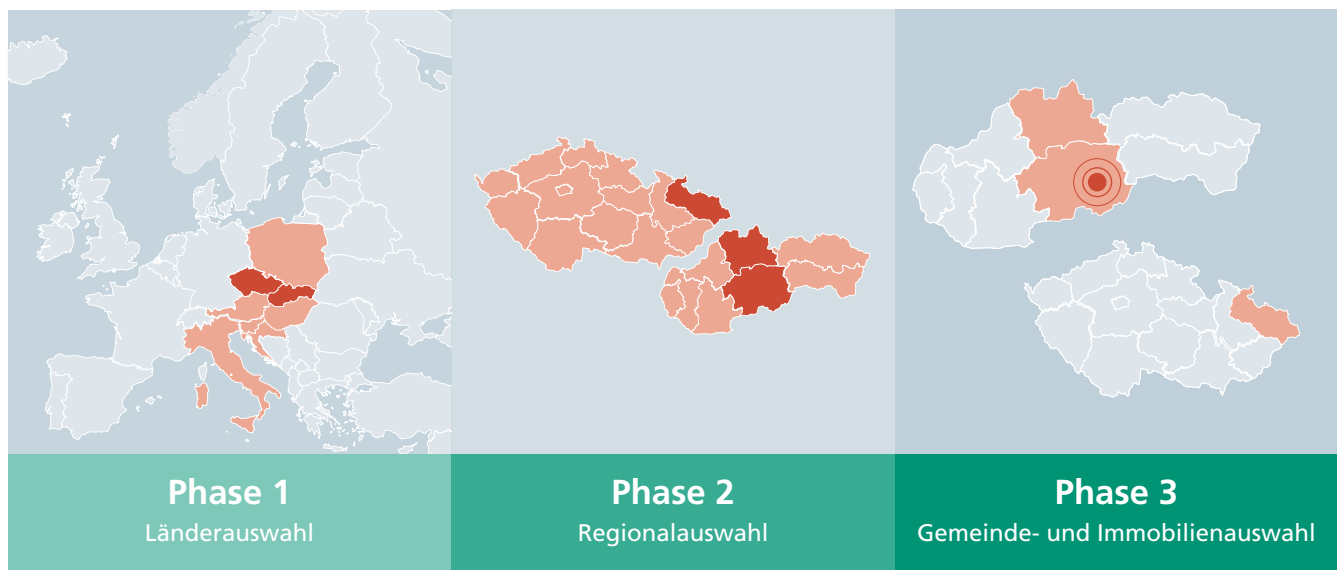 Phase 1
Länderauswahl
Phase 2
Regionalauswahl
Phase 3
Gemeinde- und Immobilienauswahl